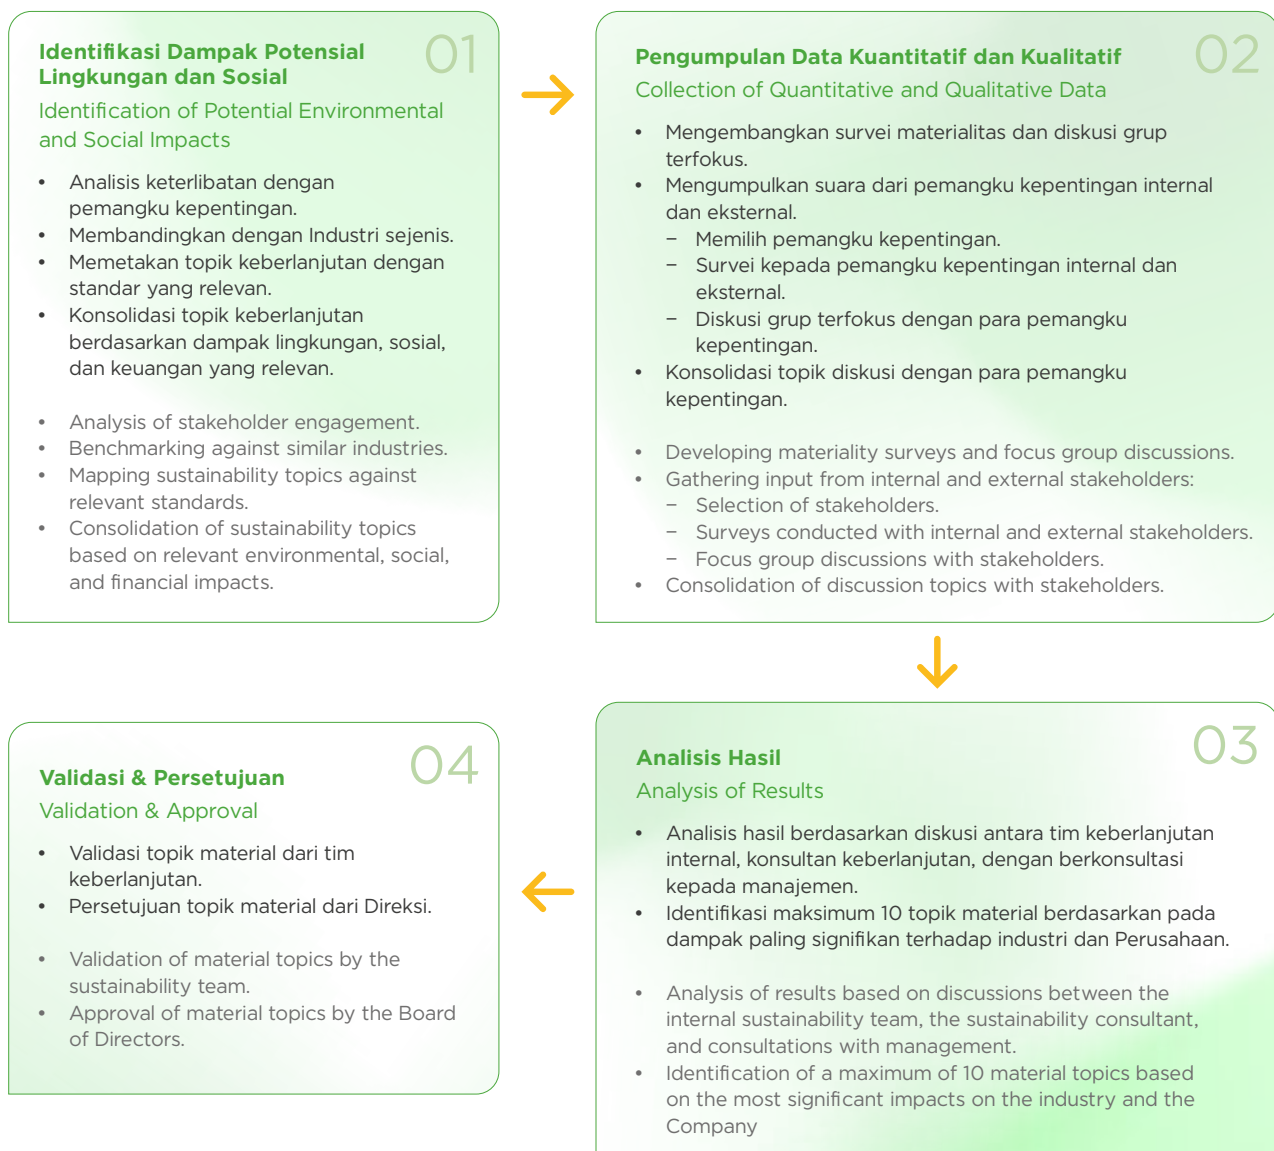 01
Identifikasi Dampak Potensial
Lingkungan dan Sosial
Identification of Potential Environmental
and Social Impacts
• Analisis keterlibatan dengan
pemangku kepentingan.
• Membandingkan dengan Industri sejenis.
• Memetakan topik keberlanjutan dengan
standar yang relevan.
• Konsolidasi topik keberlanjutan
berdasarkan dampak lingkungan, sosial,
dan keuangan yang relevan.
• Analysis of stakeholder engagement.
• Benchmarking against similar industries.
• Mapping sustainability topics against
relevant standards.
• Consolidation of sustainability topics
based on relevant environmental, social,
and financial impacts.
02
Pengumpulan Data Kuantitatif dan Kualitatif
Collection of Quantitative and Qualitative Data
• Mengembangkan survei materialitas dan diskusi grup
terfokus.
• Mengumpulkan suara dari pemangku kepentingan internal
dan eksternal.
– Memilih pemangku kepentingan.
– Survei kepada pemangku kepentingan internal dan
eksternal.
– Diskusi grup terfokus dengan para pemangku
kepentingan.
• Konsolidasi topik diskusi dengan para pemangku
kepentingan.
• Developing materiality surveys and focus group discussions.
• Gathering input from internal and external stakeholders:
– Selection of stakeholders.
– Surveys conducted with internal and external stakeholders.
– Focus group discussions with stakeholders.
• Consolidation of discussion topics with stakeholders.
03
Analisis Hasil
Analysis of Results
• Analisis hasil berdasarkan diskusi antara tim keberlanjutan
internal, konsultan keberlanjutan, dengan berkonsultasi
kepada manajemen.
• Identifikasi maksimum 10 topik material berdasarkan pada
dampak paling signifikan terhadap industri dan Perusahaan.
• Analysis of results based on discussions between the
internal sustainability team, the sustainability consultant,
and consultations with management.
• Identification of a maximum of 10 material topics based
on the most significant impacts on the industry and the
Company
04
Validasi & Persetujuan
Validation & Approval
• Validasi topik material dari tim
keberlanjutan.
• Persetujuan topik material dari Direksi.
• Validation of material topics by the
sustainability team.
• Approval of material topics by the Board
of Directors.